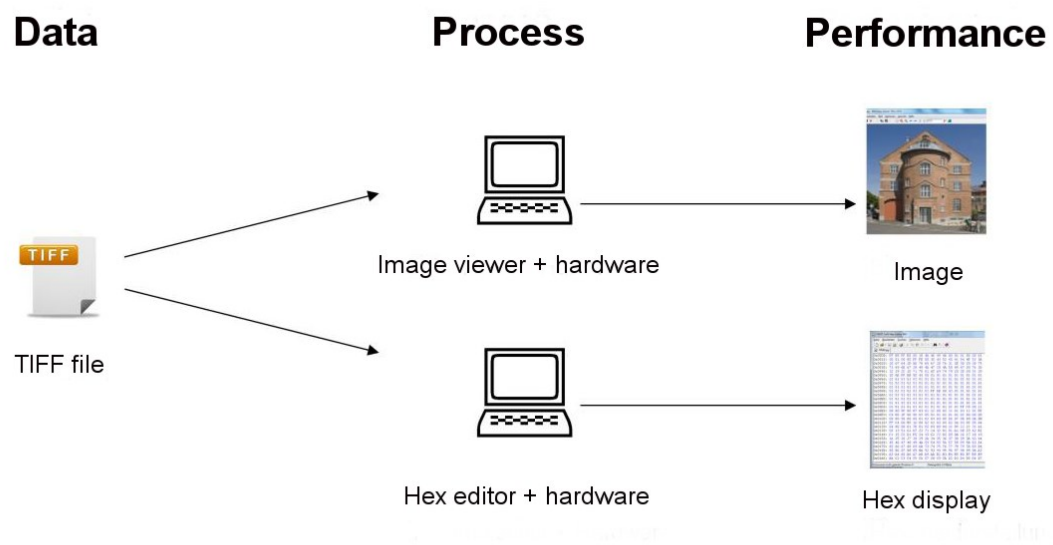 Data
Process
Performance
TIFF
TIFF file
Image viewer + hardware
Image
Hex editor + hardware
Hex display